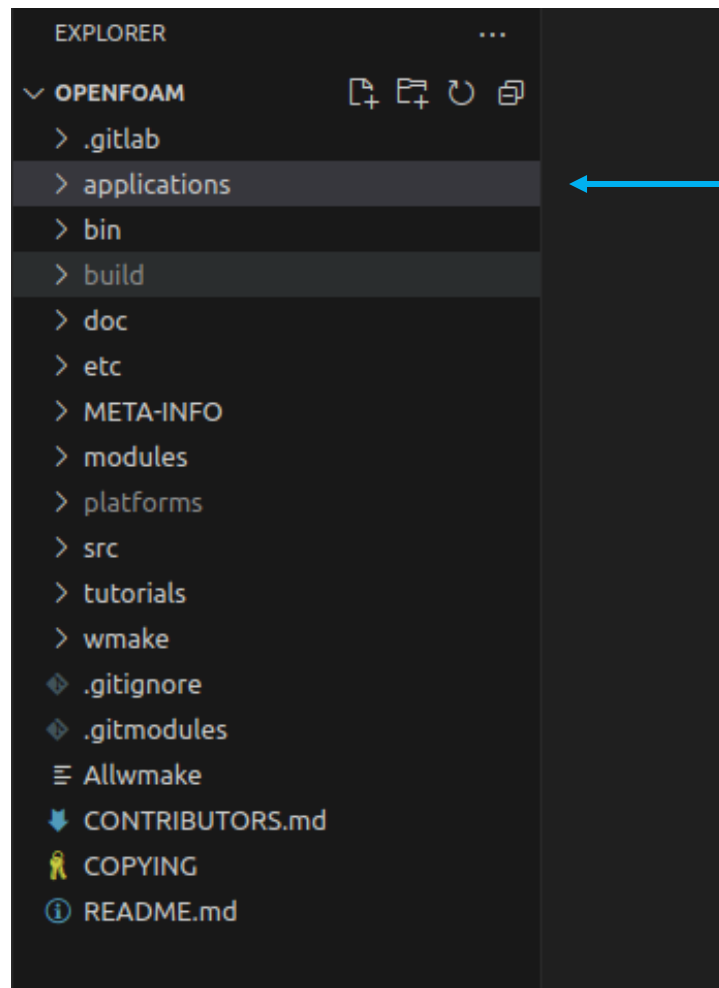 EXPLORER
OPENFOAM
.gitlab
applications
bin
build
doc
etc
META-INFO
modules
platforms
src
tutorials
wmake
.gitignore
.gitmodules
Allwmake
CONTRIBUTORS.md
COPYING
README.md